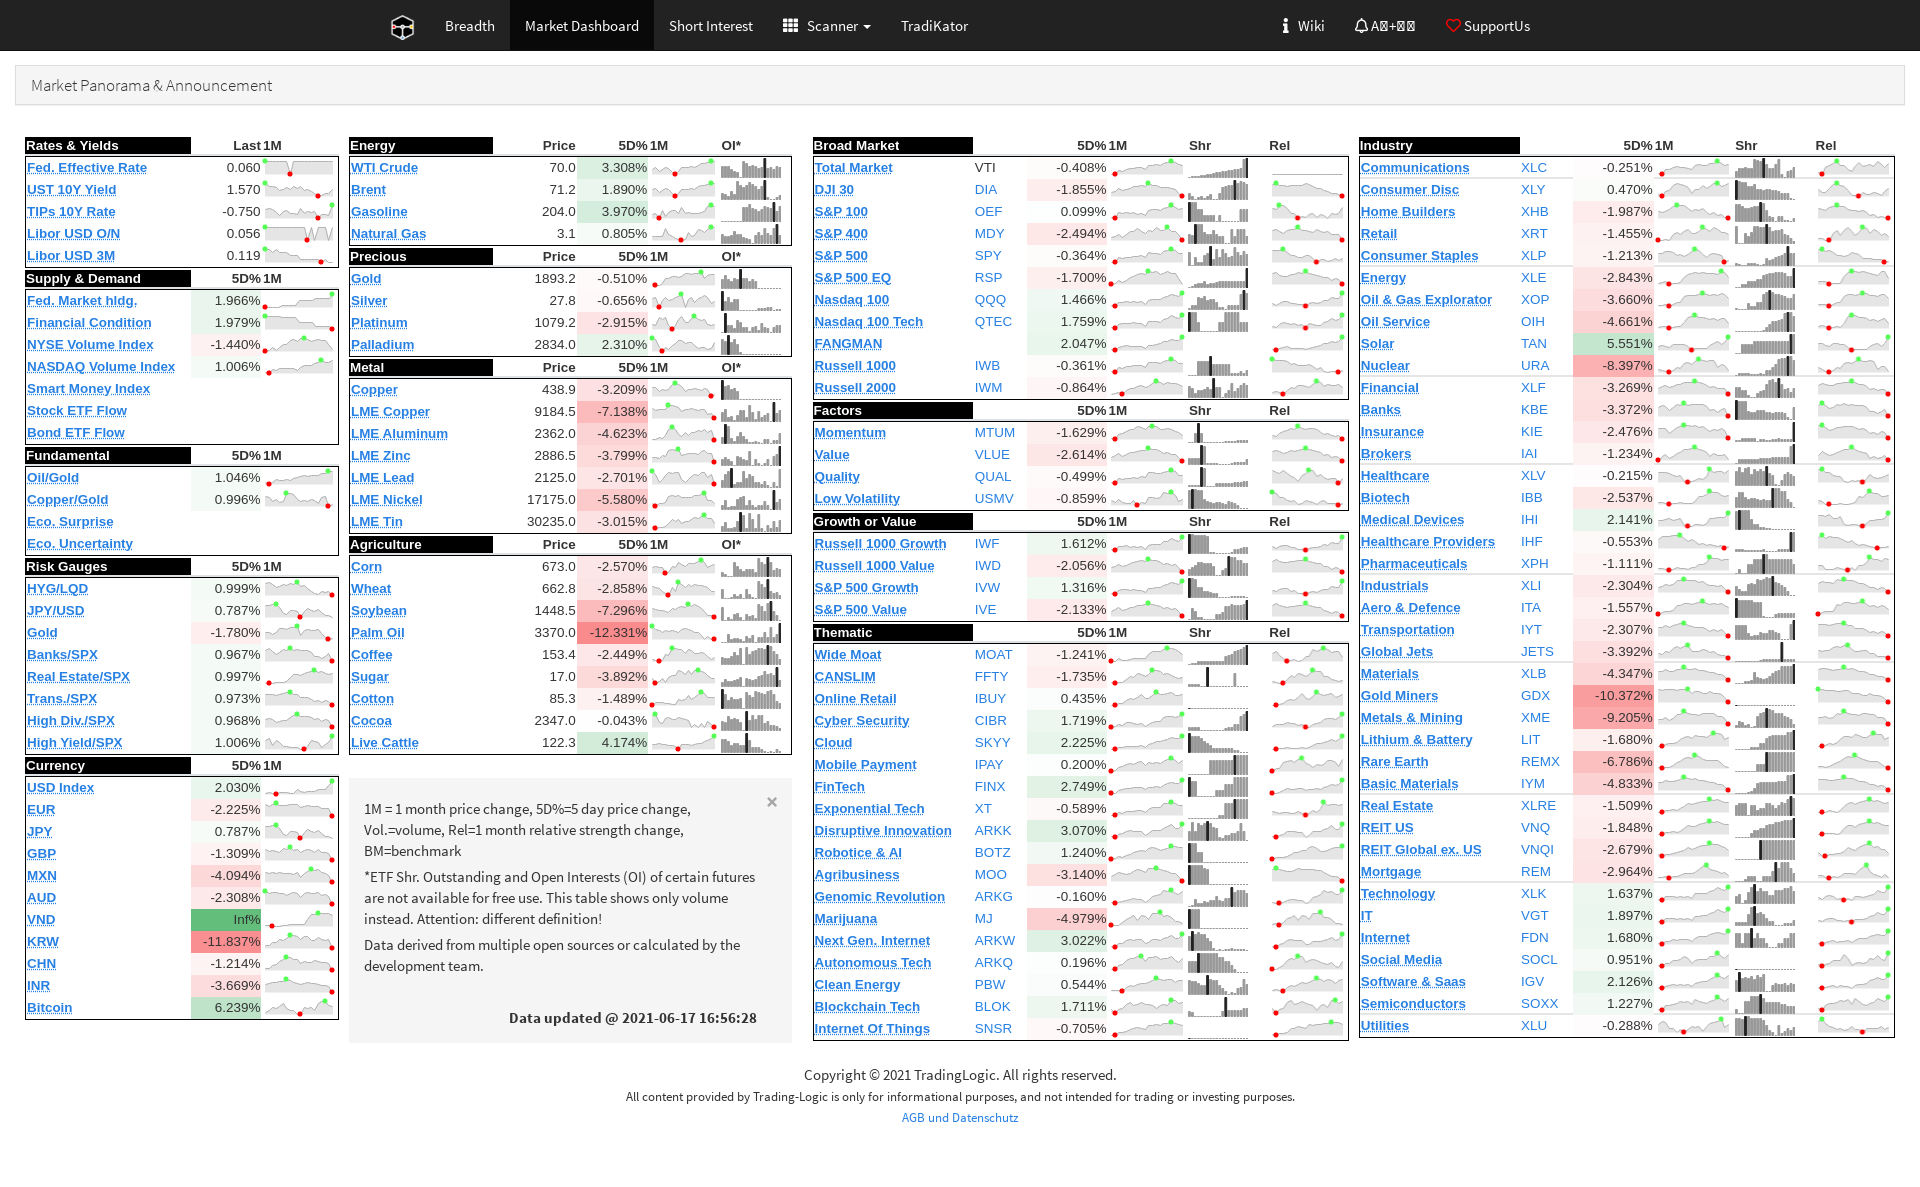 Breadth Market Dashboard Short Interest Scanner TradiKator Wiki SupportUs
Market Panorama & Announcement
Rates & Yields Last 1M
Fed. Effective Rate 0.060
UST 10Y Yield 1.570
TIPs 10Y Rate -0.750
Libor USD O/N 0.056
Libor USD 3M 0.119
Supply & Demand 5D% 1M
Fed. Market hldg. 1.966%
Financial Condition 1.979%
NYSE Volume Index -1.440%
NASDAQ Volume Index 1.006%
Smart Money Index
Stock ETF Flow
Bond ETF Flow
Fundamental 5D% 1M
Oil/Gold 1.046%
Copper/Gold 0.996%
Eco. Surprise
Eco. Uncertainty
Risk Gauges 5D% 1M
HYG/LQD 0.999%
JPY/USD 0.787%
Gold -1.780%
Banks/SPX 0.967%
Real Estate/SPX 0.997%
Trans./SPX 0.973%
High Div./SPX 0.968%
High Yield/SPX 1.006%
Currency 5D% 1M
USD Index 2.030%
EUR -2.225%
JPY 0.787%
GBP -1.309%
MXN -4.094%
AUD -2.308%
VND Inf%
KRW -11.837%
CHN -1.214%
INR -3.669%
Bitcoin 6.239%
Energy Price 5D% 1M OI*
WTI Crude 70.0 3.308%
Brent 71.2 1.890%
Gasoline 204.0 3.970%
Natural Gas 3.1 0.805%
Precious Price 5D% 1M OI*
Gold 1893.2 -0.510%
Silver 27.8 -0.656%
Platinum 1079.2 -2.915%
Palladium 2834.0 2.310%
Metal Price 5D% 1M OI*
Copper 438.9 -3.209%
LME Copper 9184.5 -7.138%
LME Aluminum 2362.0 -4.623%
LME Zinc 2886.5 -3.799%
LME Lead 2125.0 -2.701%
LME Nickel 17175.0 -5.580%
LME Tin 30235.0 -3.015%
Agriculture Price 5D% 1M OI*
Corn 673.0 -2.570%
Wheat 662.8 -2.858%
Soybean 1448.5 -7.296%
Palm Oil 3370.0 -12.331%
Coffee 153.4 -2.449%
Sugar 17.0 -3.892%
Cotton 85.3 -1.489%
Cocoa 2347.0 -0.043%
Live Cattle 122.3 4.174%
×
1M = 1 month price change, 5D%=5 day price change,
Vol.=volume, Rel=1 month relative strength change,
BM=benchmark
*ETF Shr. Outstanding and Open Interests (OI) of certain futures
are not available for free use. This table shows only volume
instead. Attention: different definition!
Data derived from multiple open sources or calculated by the
development team.
Data updated @ 2021-06-17 16:56:28
Broad Market 5D% 1M Shr Rel
Total Market VTI -0.408%
DJI 30 DIA -1.855%
S&P 100 OEF 0.099%
S&P 400 MDY -2.494%
S&P 500 SPY -0.364%
S&P 500 EQ RSP -1.700%
Nasdaq 100 QQQ 1.466%
Nasdaq 100 Tech QTEC 1.759%
FANGMAN 2.047%
Russell 1000 IWB -0.361%
Russell 2000 IWM -0.864%
Factors 5D% 1M Shr Rel
Momentum MTUM -1.629%
Value VLUE -2.614%
Quality QUAL -0.499%
Low Volatility USMV -0.859%
Growth or Value 5D% 1M Shr Rel
Russell 1000 Growth IWF 1.612%
Russell 1000 Value IWD -2.056%
S&P 500 Growth IVW 1.316%
S&P 500 Value IVE -2.133%
Thematic 5D% 1M Shr Rel
Wide Moat MOAT -1.241%
CANSLIM FFTY -1.735%
Online Retail IBUY 0.435%
Cyber Security CIBR 1.719%
Cloud SKYY 2.225%
Mobile Payment IPAY 0.200%
FinTech FINX 2.749%
Exponential Tech XT -0.589%
Disruptive Innovation ARKK 3.070%
Robotice & AI BOTZ 1.240%
Agribusiness MOO -3.140%
Genomic Revolution ARKG -0.160%
Marijuana MJ -4.979%
Next Gen. Internet ARKW 3.022%
Autonomous Tech ARKQ 0.196%
Clean Energy PBW 0.544%
Blockchain Tech BLOK 1.711%
Internet Of Things SNSR -0.705%
Industry 5D% 1M Shr Rel
Communications XLC -0.251%
Consumer Disc XLY 0.470%
Home Builders XHB -1.987%
Retail XRT -1.455%
Consumer Staples XLP -1.213%
Energy XLE -2.843%
Oil & Gas Explorator XOP -3.660%
Oil Service OIH -4.661%
Solar TAN 5.551%
Nuclear URA -8.397%
Financial XLF -3.269%
Banks KBE -3.372%
Insurance KIE -2.476%
Brokers IAI -1.234%
Healthcare XLV -0.215%
Biotech IBB -2.537%
Medical Devices IHI 2.141%
Healthcare Providers IHF -0.553%
Pharmaceuticals XPH -1.111%
Industrials XLI -2.304%
Aero & Defence ITA -1.557%
Transportation IYT -2.307%
Global Jets JETS -3.392%
Materials XLB -4.347%
Gold Miners GDX -10.372%
Metals & Mining XME -9.205%
Lithium & Battery LIT -1.680%
Rare Earth REMX -6.786%
Basic Materials IYM -4.833%
Real Estate XLRE -1.509%
REIT US VNQ -1.848%
REIT Global ex. US VNQI -2.679%
Mortgage REM -2.964%
Technology XLK 1.637%
IT VGT 1.897%
Internet FDN 1.680%
Social Media SOCL 0.951%
Software & Saas IGV 2.126%
Semiconductors SOXX 1.227%
Utilities XLU -0.288%
Copyright © 2021 TradingLogic. All rights reserved.
All content provided by Trading-Logic is only for informational purposes, and not intended for trading or investing purposes.
AGB und Datenschutz